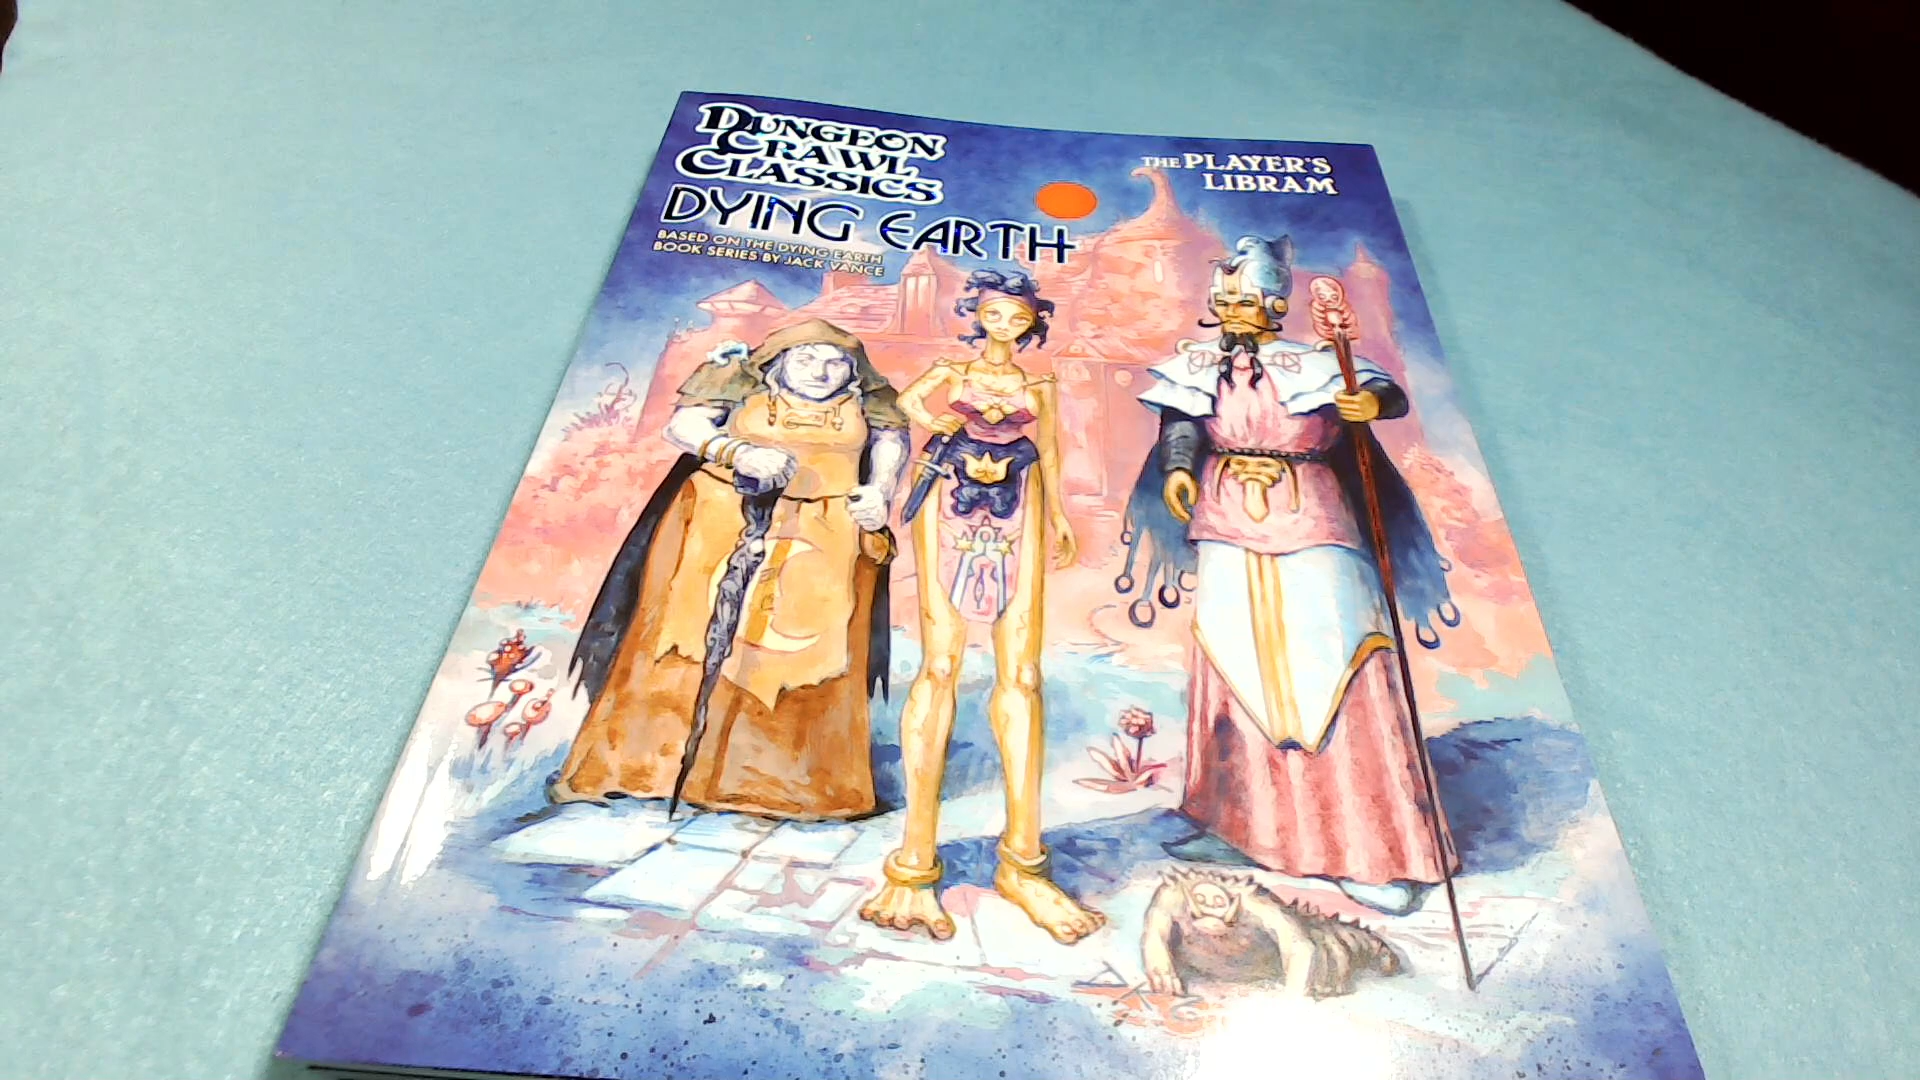 DUNGEON
CRAWL
CLASSICS
DYING EARTH
BASED ON THE DYING EARTH
BOOK SERIES BY JACK VANCE
THE PLAYER'S
LIBRAM